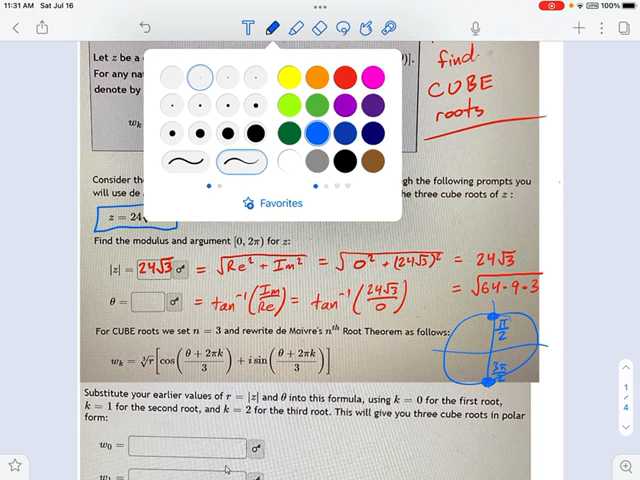 11:31 AM Sat Jul 16
100%
Let z be a
)].
For any nat
denote by
wk
find
CUBE
roots
Favorites
Consider the
gh the following prompts you
will use de
the three cube roots of z :
z = 24√
Find the modulus and argument [0, 2π) for z:
|z| = 24√3 = √Re² + Im² = √0² + (24√3)² = 24√3
θ = = tan⁻¹(Im/Re) = tan⁻¹(24√3/0) = √64·9·3
π/2
For CUBE roots we set n = 3 and rewrite de Moivre's nth Root Theorem as follows:
wk = ∛r[cos((θ + 2πk)/3) + i sin((θ + 2πk)/3)]
3π/2
Substitute your earlier values of r = |z| and θ into this formula, using k = 0 for the first root,
k = 1 for the second root, and k = 2 for the third root. This will give you three cube roots in polar
form:
w0 =
w1 =
1
4